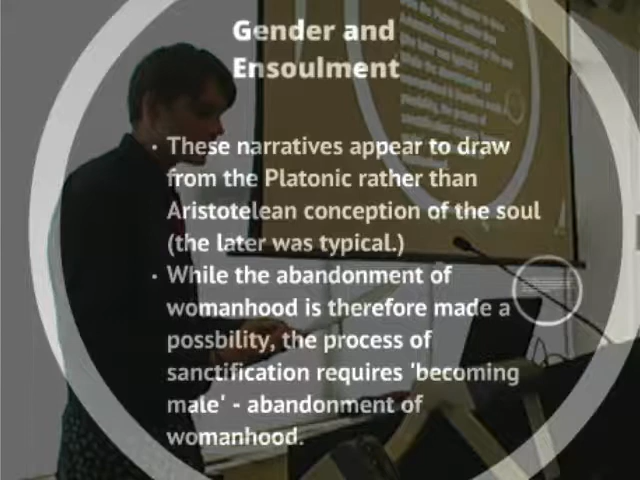 Gender and
Ensoulment
• These narratives appear to draw
from the Platonic rather than
Aristotelean conception of the soul
(the later was typical.)
• While the abandonment of
womanhood is therefore made a
possbility, the process of
sanctification requires 'becoming
male' - abandonment of
womanhood.